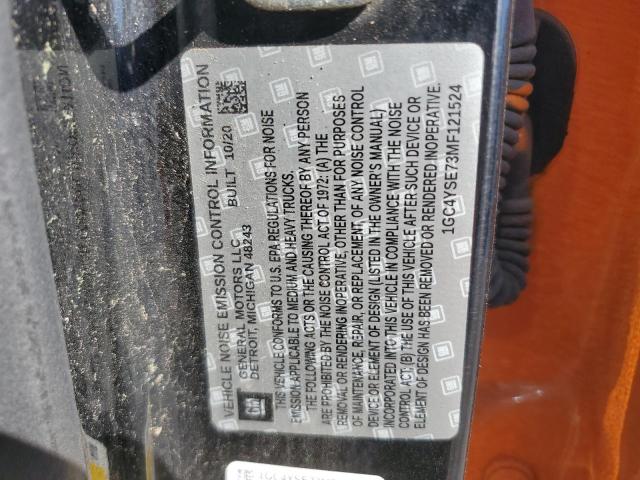 VEHICLE NOISE EMISSION CONTROL INFORMATION
GM
GENERAL MOTORS LLC
DETROIT, MICHIGAN 48243
BUILT 10/20
THIS VEHICLE CONFORMS TO U.S. EPA REGULATIONS FOR NOISE
EMISSION APPLICABLE TO MEDIUM AND HEAVY TRUCKS.
THE FOLLOWING ACTS OR THE CAUSING THEREOF BY ANY PERSON
ARE PROHIBITED BY THE NOISE CONTROL ACT OF 1972: (A) THE
REMOVAL OR RENDERING INOPERATIVE, OTHER THAN FOR PURPOSES
OF MAINTENANCE, REPAIR, OR REPLACEMENT, OF ANY NOISE CONTROL
DEVICE OR ELEMENT OF DESIGN (LISTED IN THE OWNER'S MANUAL)
INCORPORATED INTO THIS VEHICLE IN COMPLIANCE WITH THE NOISE
CONTROL ACT; (B) THE USE OF THIS VEHICLE AFTER SUCH DEVICE OR
ELEMENT OF DESIGN HAS BEEN REMOVED OR RENDERED INOPERATIVE.
1GC4YSE73MF121524